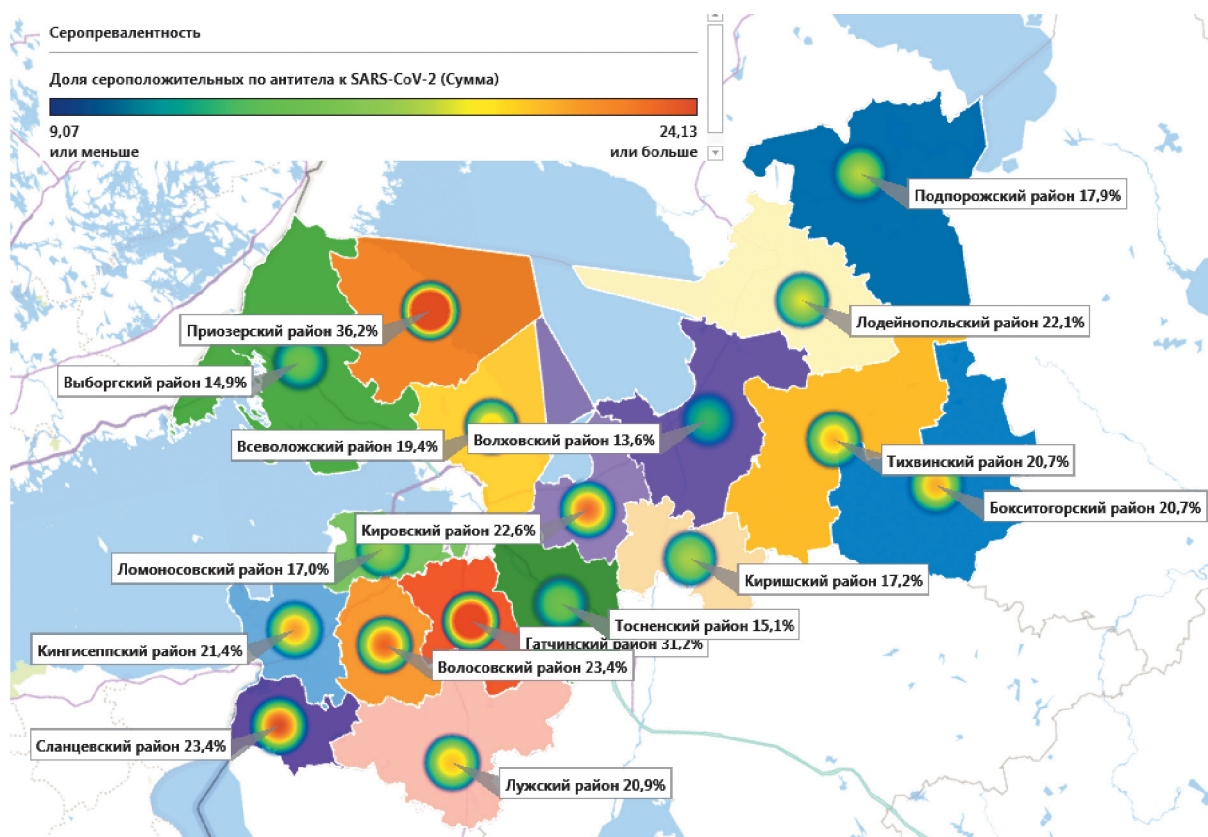 Серопревалентность
Доля сероположительных по антитела к SARS-CoV-2 (Сумма)
9,07
или меньше
24,13
или больше
Подпорожский район 17,9%
Лодейнопольский район 22,1%
Приозерский район 36,2%
Выборгский район 14,9%
Всеволожский район 19,4%
Волховский район 13,6%
Тихвинский район 20,7%
Бокситогорский район 20,7%
Кировский район 22,6%
Ломоносовский район 17,0%
Киришский район 17,2%
Тосненский район 15,1%
Гатчинский район 31,2%
Кингисеппский район 21,4%
Волосовский район 23,4%
Сланцевский район 23,4%
Лужский район 20,9%